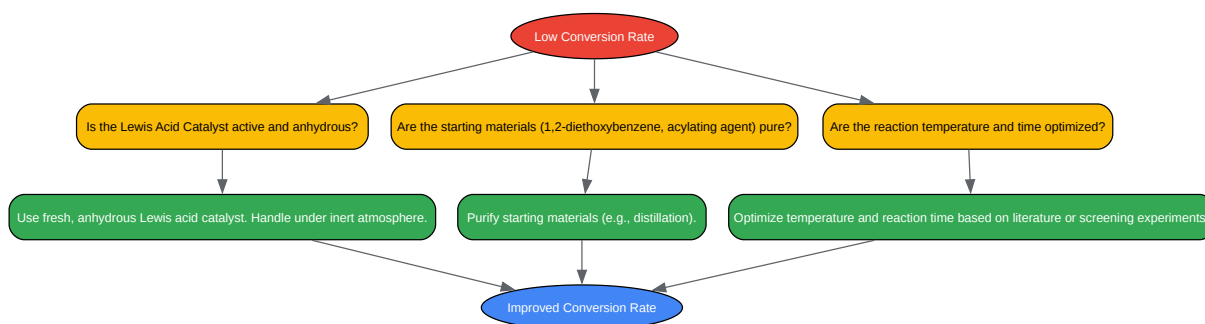 Low Conversion Rate
Is the Lewis Acid Catalyst active and anhydrous?
Are the starting materials (1,2-diethoxybenzene, acylating agent) pure?
Are the reaction temperature and time optimized?
Use fresh, anhydrous Lewis acid catalyst. Handle under inert atmosphere.
Purify starting materials (e.g., distillation).
Optimize temperature and reaction time based on literature or screening experiments
Improved Conversion Rate